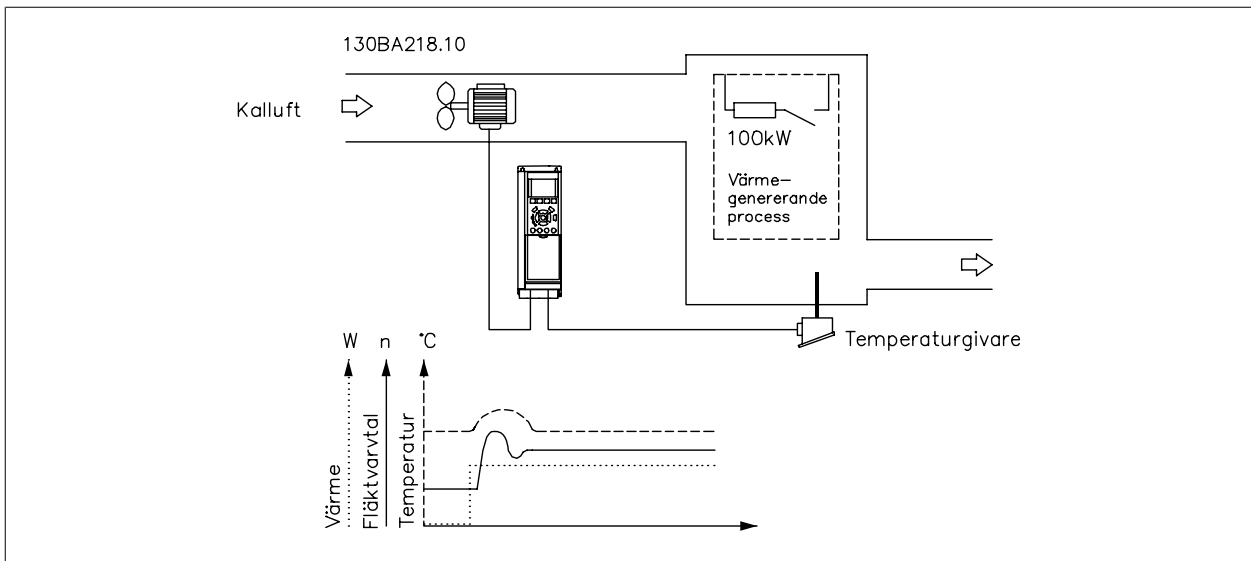 130BA218.10
Kalluft
100kW
Värme–
genererande
process
Temperaturgivare
W n °C
Värme
Fläktvarvtal
Temperatur